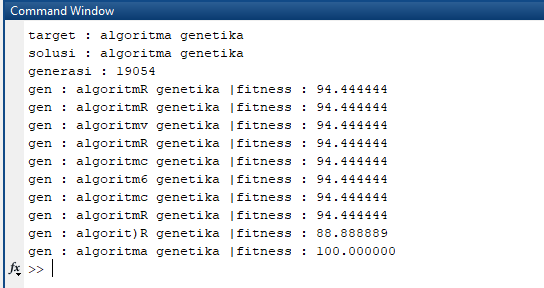 Command Window
target : algoritma genetika
solusi : algoritma genetika
generasi : 19054
gen : algoritmR genetika |fitness : 94.444444
gen : algoritmR genetika |fitness : 94.444444
gen : algoritmv genetika |fitness : 94.444444
gen : algoritmR genetika |fitness : 94.444444
gen : algoritmc genetika |fitness : 94.444444
gen : algoritm6 genetika |fitness : 94.444444
gen : algoritmc genetika |fitness : 94.444444
gen : algoritmR genetika |fitness : 94.444444
gen : algorit)R genetika |fitness : 88.888889
gen : algoritma genetika |fitness : 100.000000
fx >>